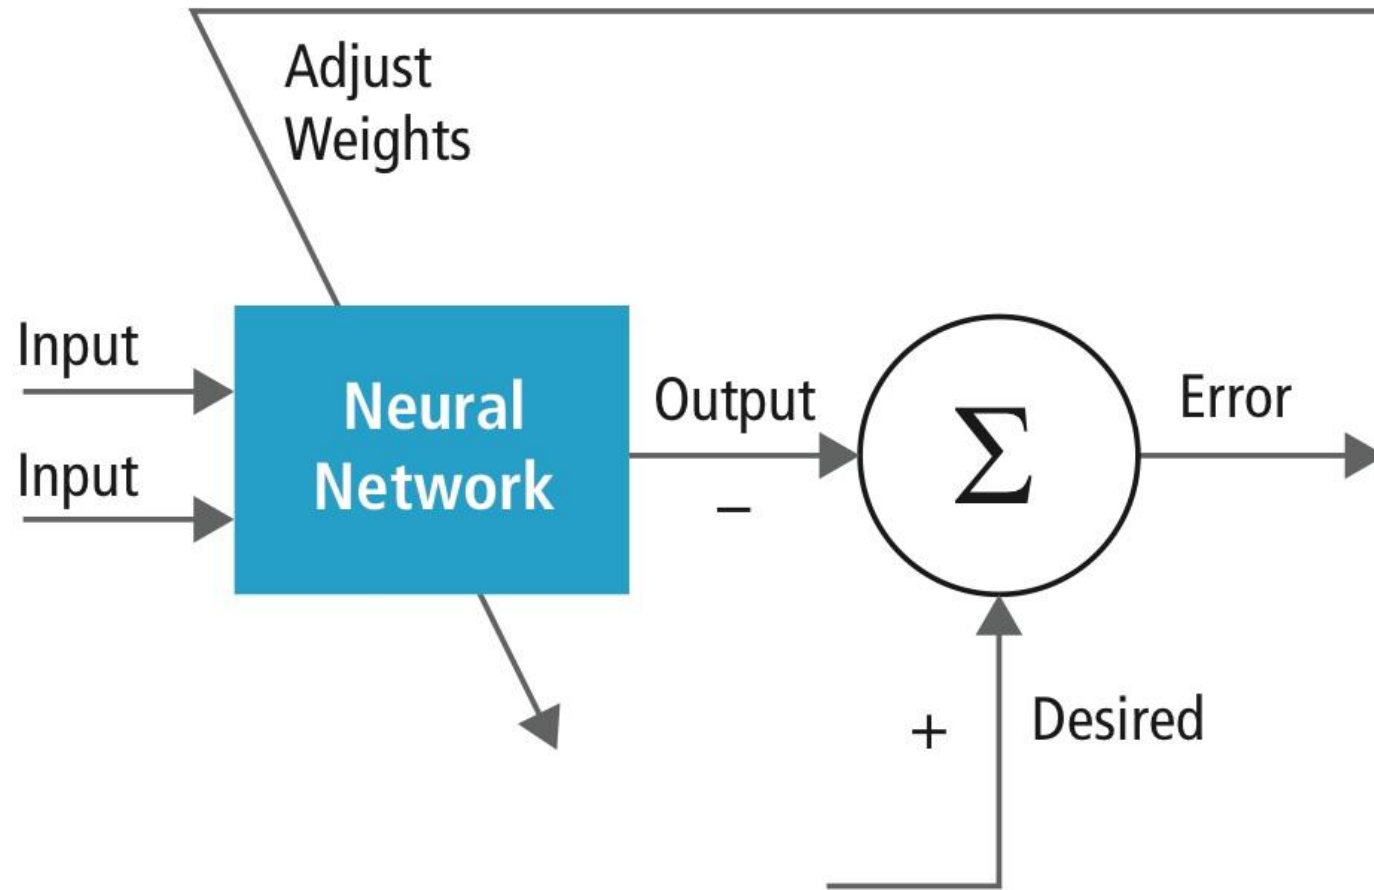 Adjust
Weights
Input
Input
Neural
Network
Output
−
Σ
Error
+
Desired